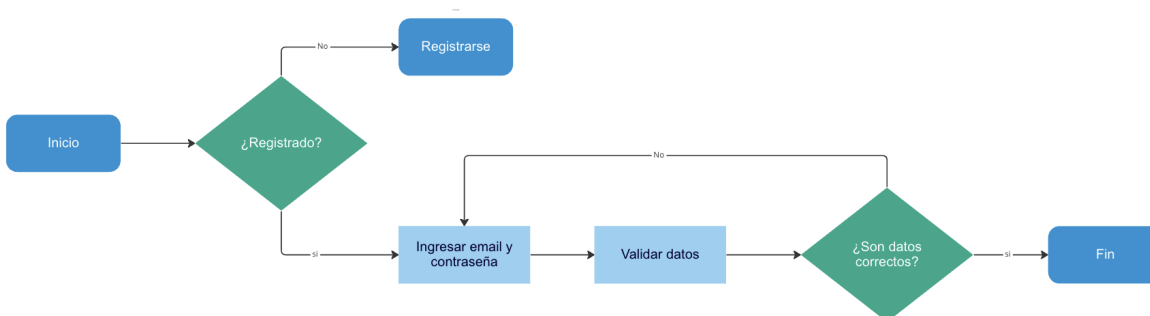 No
Registrarse
Inicio
¿Registrado?
No
si
Ingresar email y
contraseña
Validar datos
¿Son datos
correctos?
si
Fin